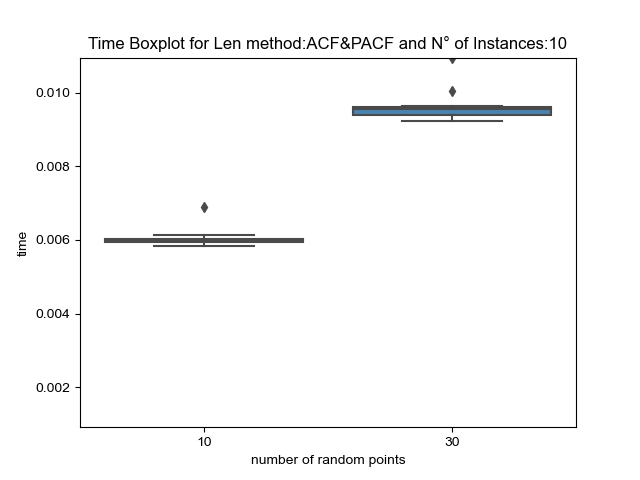 Time Boxplot for Len method:ACF&PACF and N° of Instances:10
0.010
0.008
0.006
0.004
0.002
time
10 30
number of random points